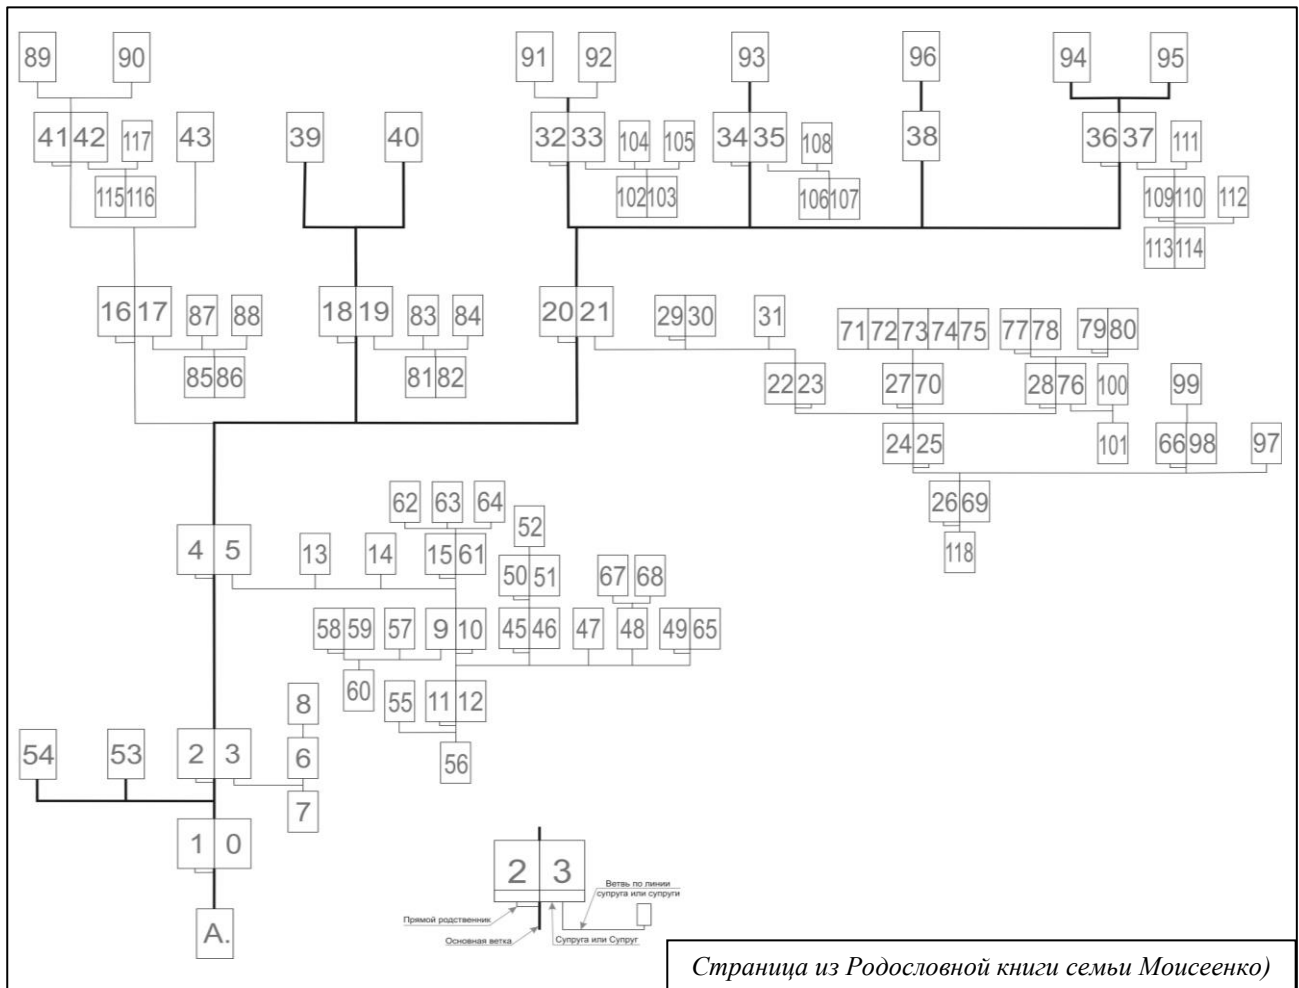 89 90 91 92 93 96 94 95
41 42 117 43 39 40 32 33 104 105 34 35 108 38 36 37 111
115 116 102 103 106 107 109 110 112
113 114
16 17 87 88 18 19 83 84 20 21 29 30 31 71 72 73 74 75 77 78 79 80
85 86 81 82 22 23 27 70 28 76 100 99
24 25 101 66 98 97
62 63 64 26 69
52
4 5 13 14 15 61 118
50 51 67 68
58 59 57 9 10 45 46 47 48 49 65
60 55 11 12
8
54 53 2 3 6 56
7
1 0
2 3
Ветвь по линии
супруга или супруги
Прямой родственник
А.
Основная ветка Супруга или Супруг
Страница из Родословной книги семьи Моисеенко)